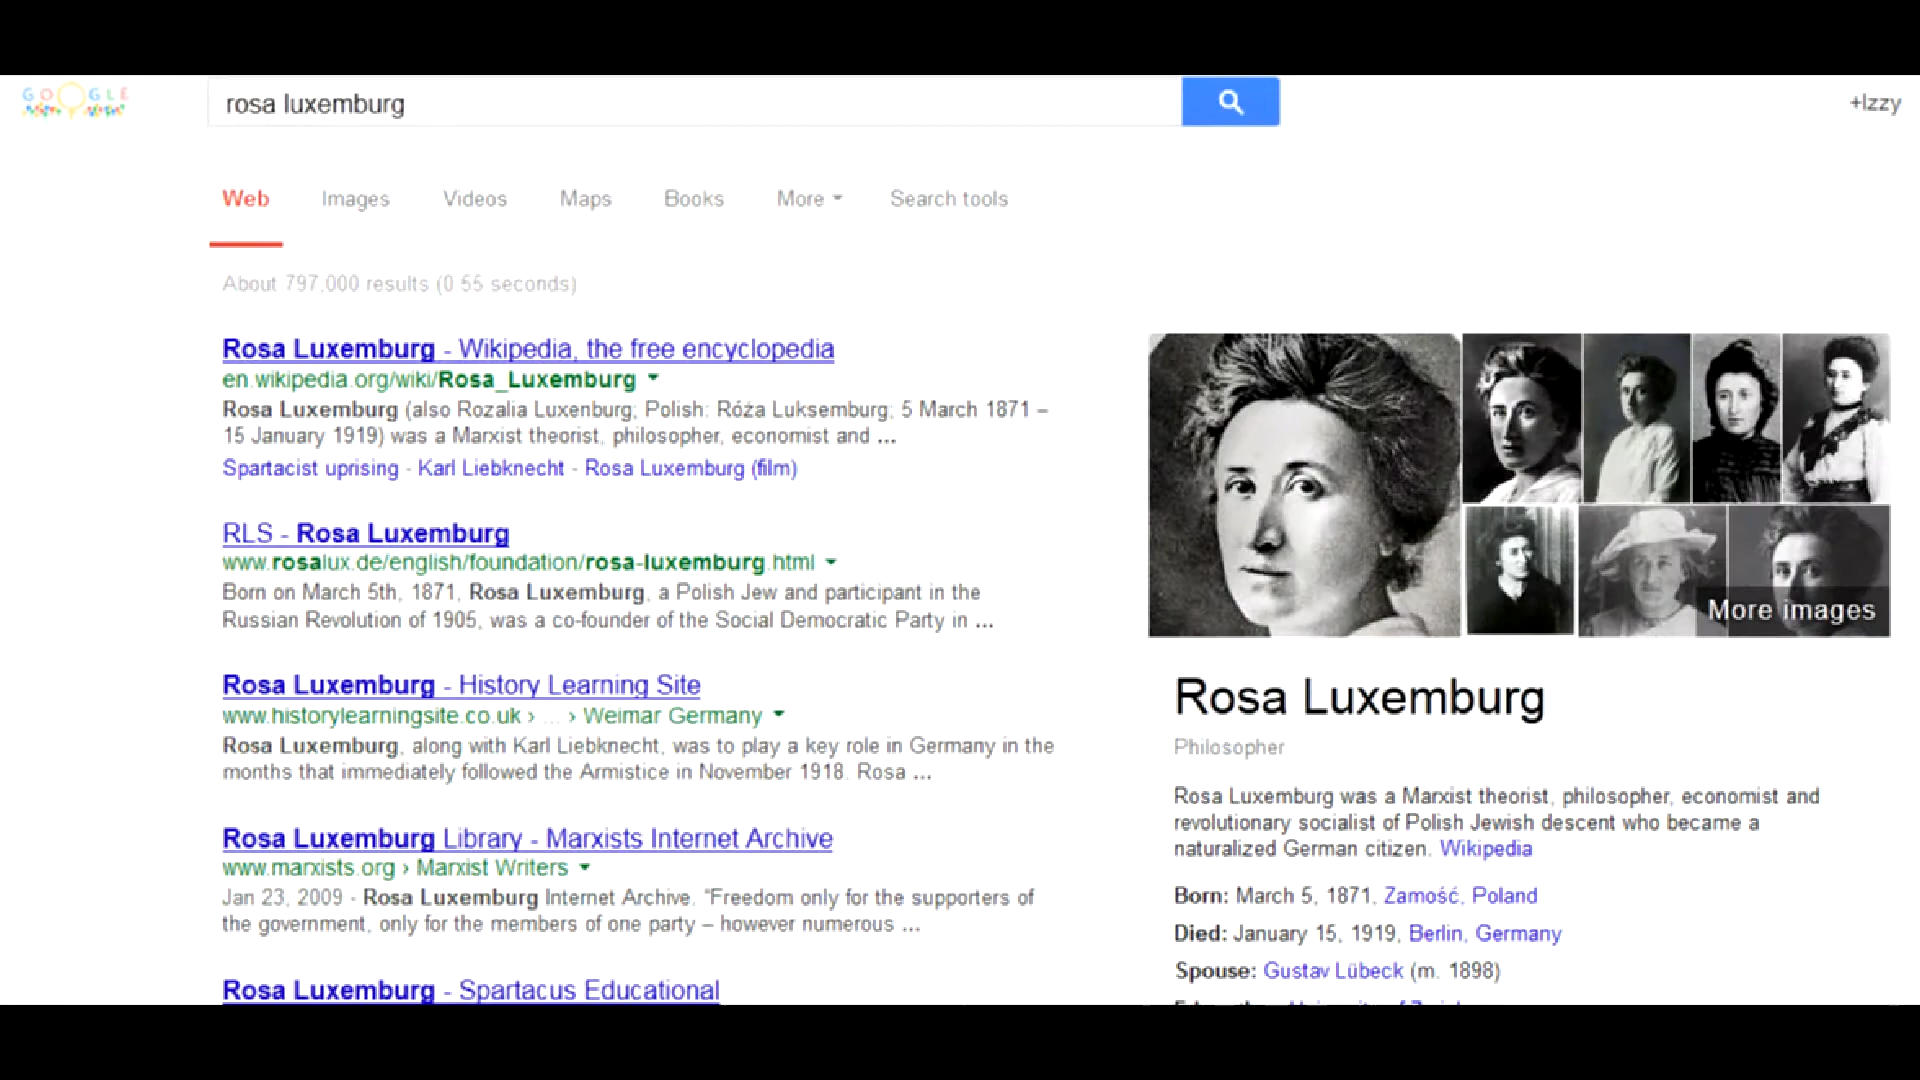 GOOGLE
rosa luxemburg
+Izzy
Web Images Videos Maps Books More Search tools
About 797,000 results (0.55 seconds)
Rosa Luxemburg - Wikipedia, the free encyclopedia
en.wikipedia.org/wiki/Rosa_Luxemburg
Rosa Luxemburg (also Rozalia Luxenburg; Polish: Róża Luksemburg; 5 March 1871 –
15 January 1919) was a Marxist theorist, philosopher, economist and ...
Spartacist uprising - Karl Liebknecht - Rosa Luxemburg (film)
RLS - Rosa Luxemburg
www.rosalux.de/english/foundation/rosa-luxemburg.html
Born on March 5th, 1871, Rosa Luxemburg, a Polish Jew and participant in the
Russian Revolution of 1905, was a co-founder of the Social Democratic Party in ...
Rosa Luxemburg - History Learning Site
www.historylearningsite.co.uk › ... › Weimar Germany
Rosa Luxemburg, along with Karl Liebknecht, was to play a key role in Germany in the
months that immediately followed the Armistice in November 1918. Rosa ...
Rosa Luxemburg Library - Marxists Internet Archive
www.marxists.org › Marxist Writers
Jan 23, 2009 - Rosa Luxemburg Internet Archive. "Freedom only for the supporters of
the government, only for the members of one party – however numerous ...
Rosa Luxemburg - Spartacus Educational
More images
Rosa Luxemburg
Philosopher
Rosa Luxemburg was a Marxist theorist, philosopher, economist and
revolutionary socialist of Polish Jewish descent who became a
naturalized German citizen. Wikipedia
Born: March 5, 1871, Zamość, Poland
Died: January 15, 1919, Berlin, Germany
Spouse: Gustav Lübeck (m. 1898)